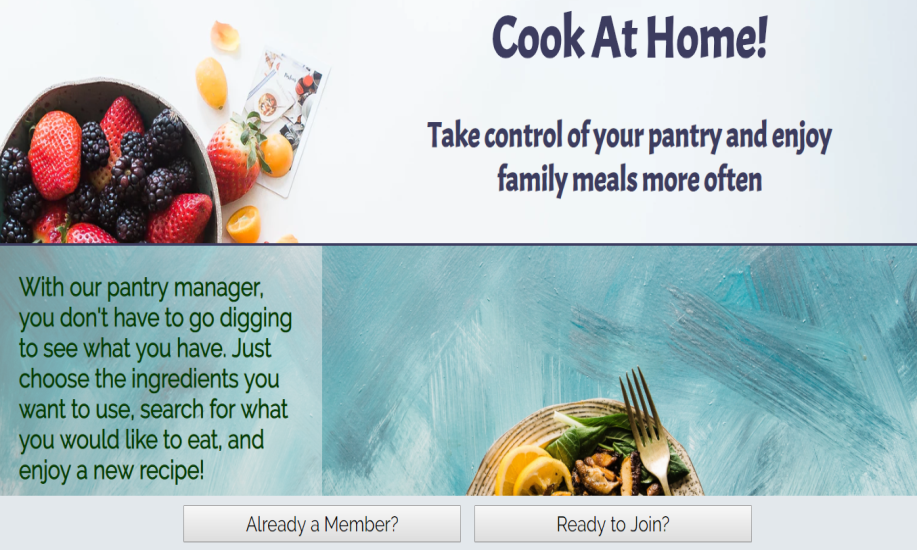 Cook At Home!
Take control of your pantry and enjoy
family meals more often
With our pantry manager,
you don't have to go digging
to see what you have. Just
choose the ingredients you
want to use, search for what
you would like to eat, and
enjoy a new recipe!
Already a Member?
Ready to Join?